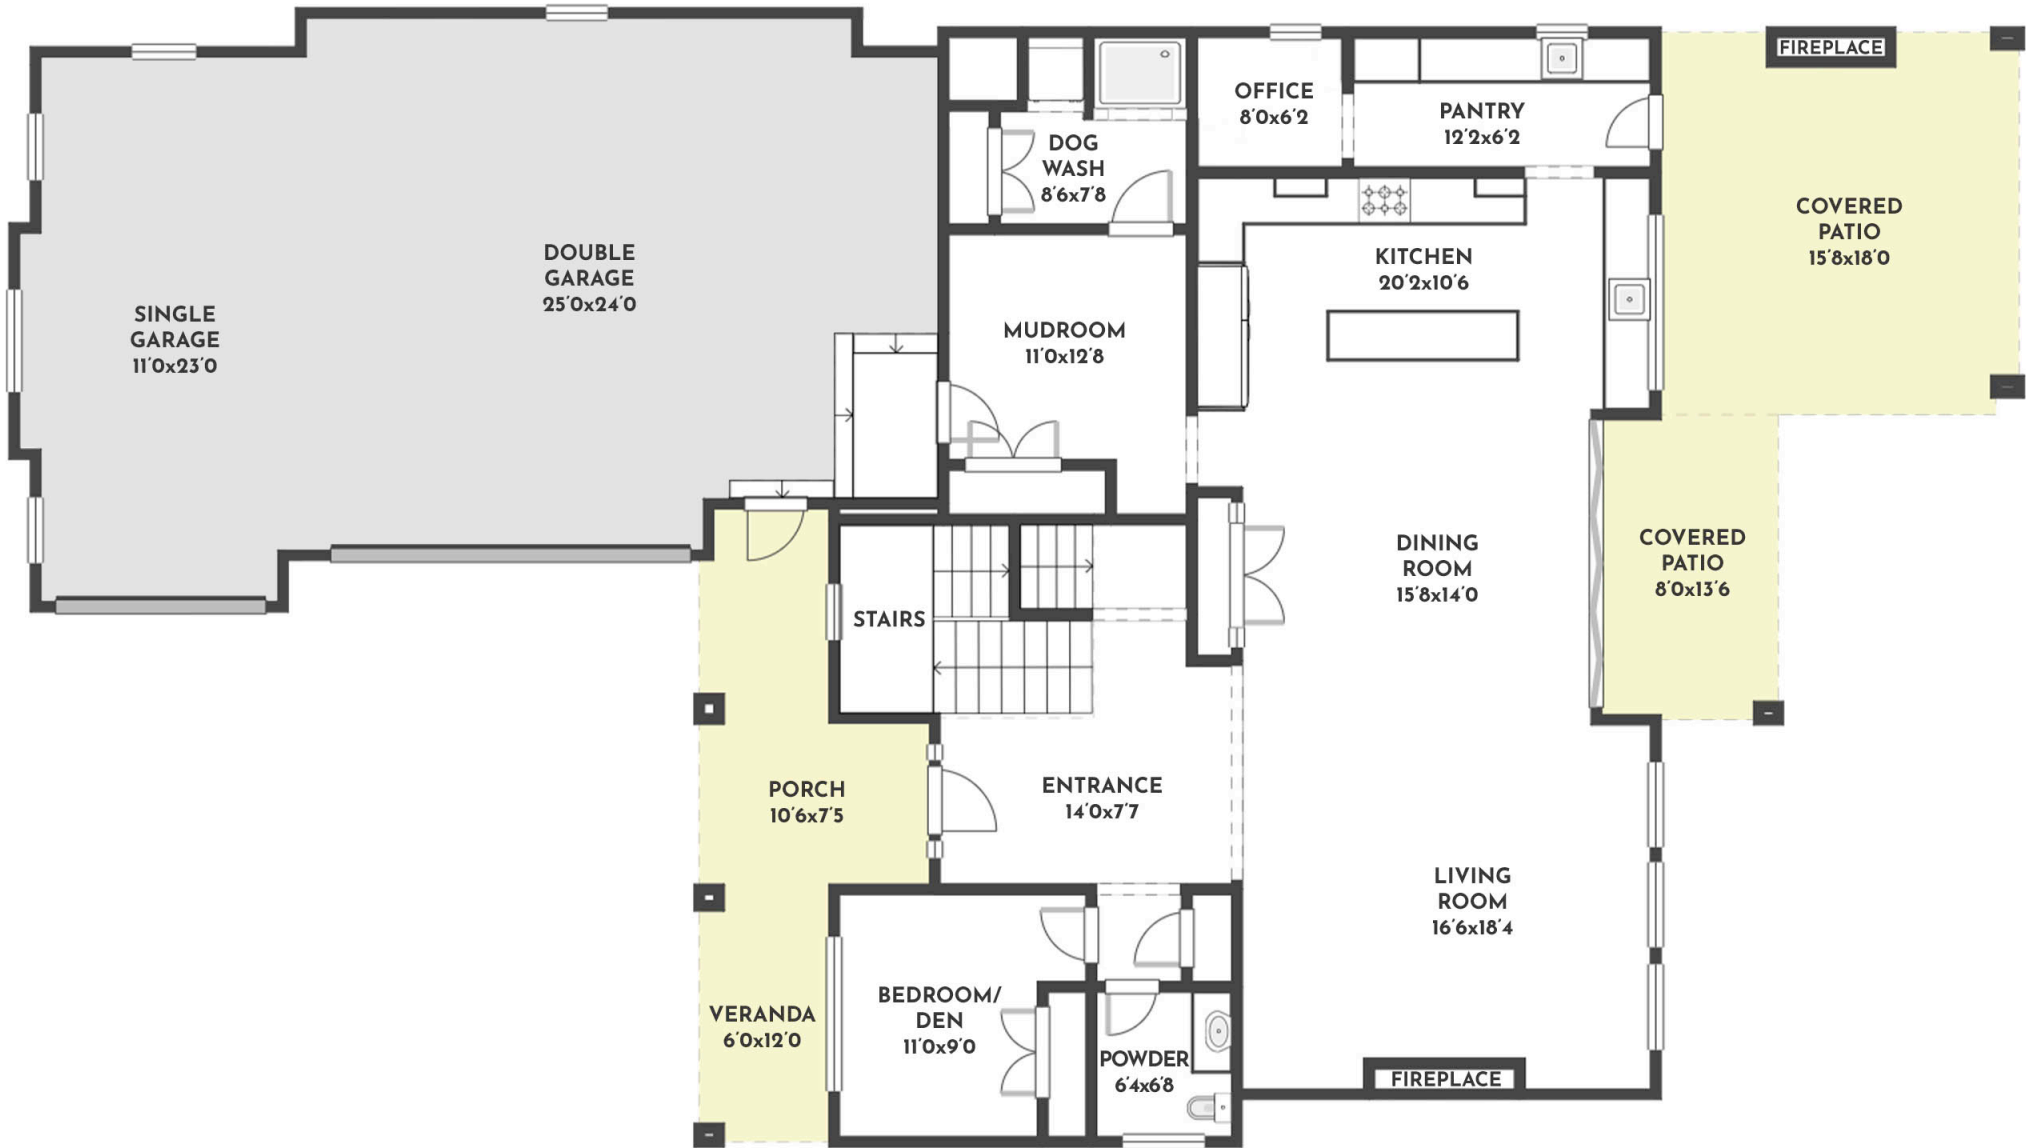 FIREPLACE
OFFICE
8'0x6'2
PANTRY
12'2x6'2
DOG
WASH
8'6x7'8
COVERED
PATIO
15'8x18'0
DOUBLE
GARAGE
25'0x24'0
KITCHEN
20'2x10'6
SINGLE
GARAGE
11'0x23'0
MUDROOM
11'0x12'8
DINING
ROOM
15'8x14'0
COVERED
PATIO
8'0x13'6
STAIRS
PORCH
10'6x7'5
ENTRANCE
14'0x7'7
LIVING
ROOM
16'6x18'4
VERANDA
6'0x12'0
BEDROOM/
DEN
11'0x9'0
POWDER
6'4x6'8
FIREPLACE